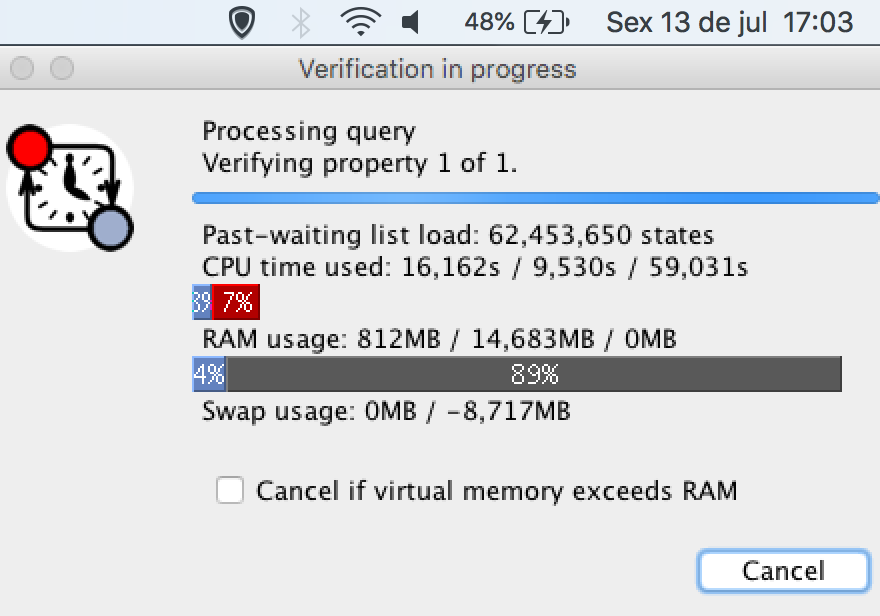 48% Sex 13 de jul 17:03
Verification in progress
Processing query
Verifying property 1 of 1.
Past-waiting list load: 62,453,650 states
CPU time used: 16,162s / 9,530s / 59,031s
7%
RAM usage: 812MB / 14,683MB / 0MB
4% 89%
Swap usage: 0MB / -8,717MB
Cancel if virtual memory exceeds RAM
Cancel